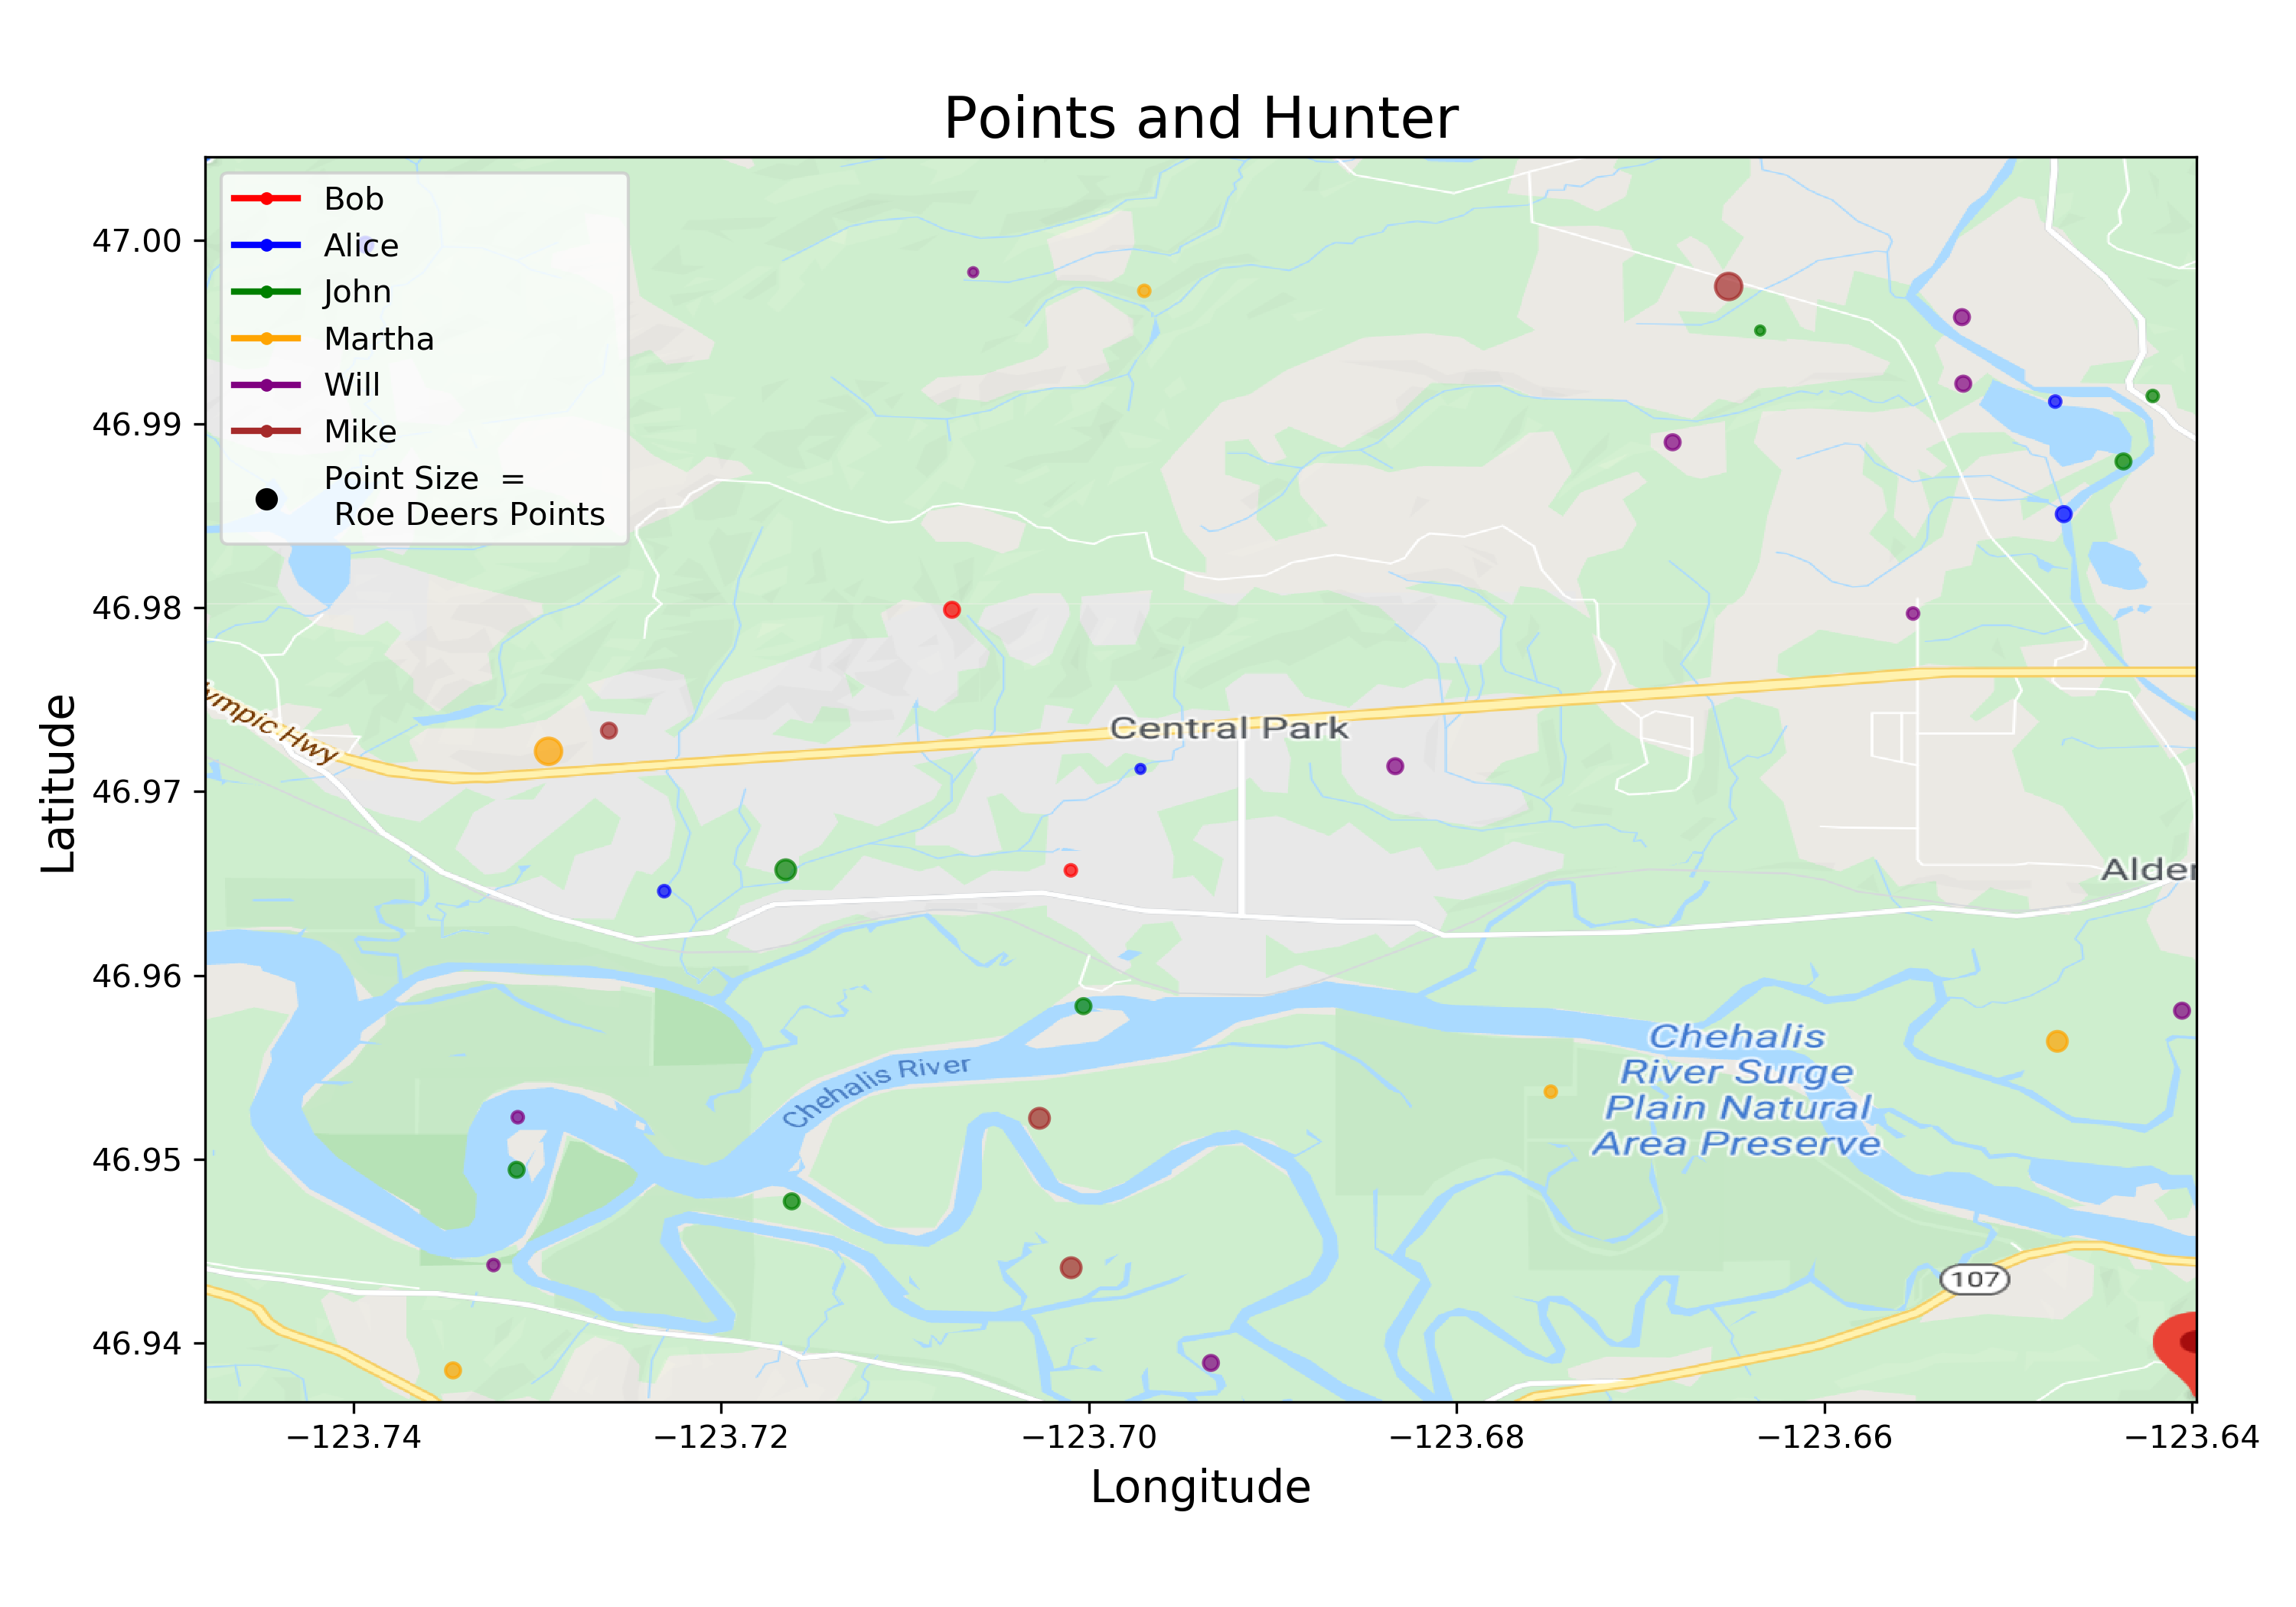 Points and Hunter
Bob
Alice
John
Martha
Will
Mike
Point Size =
Roe Deers Points
47.00
46.99
46.98
46.97
46.96
46.95
46.94
Latitude
lympic Hwy
Central Park
Alder
Chehalis River
Chehalis
River Surge
Plain Natural
Area Preserve
107
−123.74
−123.72
−123.70
−123.68
−123.66
−123.64
Longitude